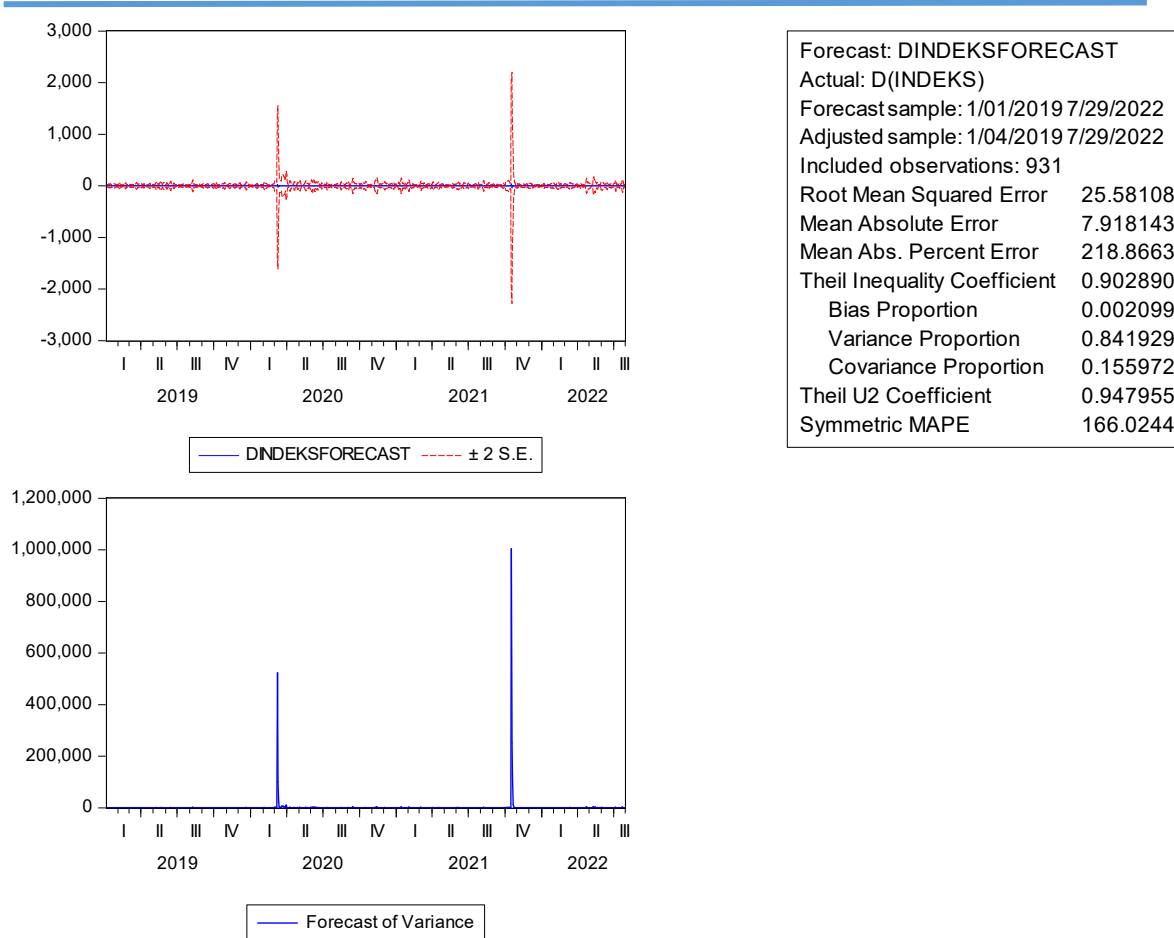 3,000
2,000
1,000
0
-1,000
-2,000
-3,000
I II III IV I II III IV I II III IV I II III
2019 2020 2021 2022
DINDEKSFORECAST ± 2 S.E.
Forecast: DINDEKSFORECAST
Actual: D(INDEKS)
Forecast sample: 1/01/2019 7/29/2022
Adjusted sample: 1/04/2019 7/29/2022
Included observations: 931
Root Mean Squared Error 25.58108
Mean Absolute Error 7.918143
Mean Abs. Percent Error 218.8663
Theil Inequality Coefficient 0.902890
Bias Proportion 0.002099
Variance Proportion 0.841929
Covariance Proportion 0.155972
Theil U2 Coefficient 0.947955
Symmetric MAPE 166.0244
1,200,000
1,000,000
800,000
600,000
400,000
200,000
0
I II III IV I II III IV I II III IV I II III
2019 2020 2021 2022
Forecast of Variance